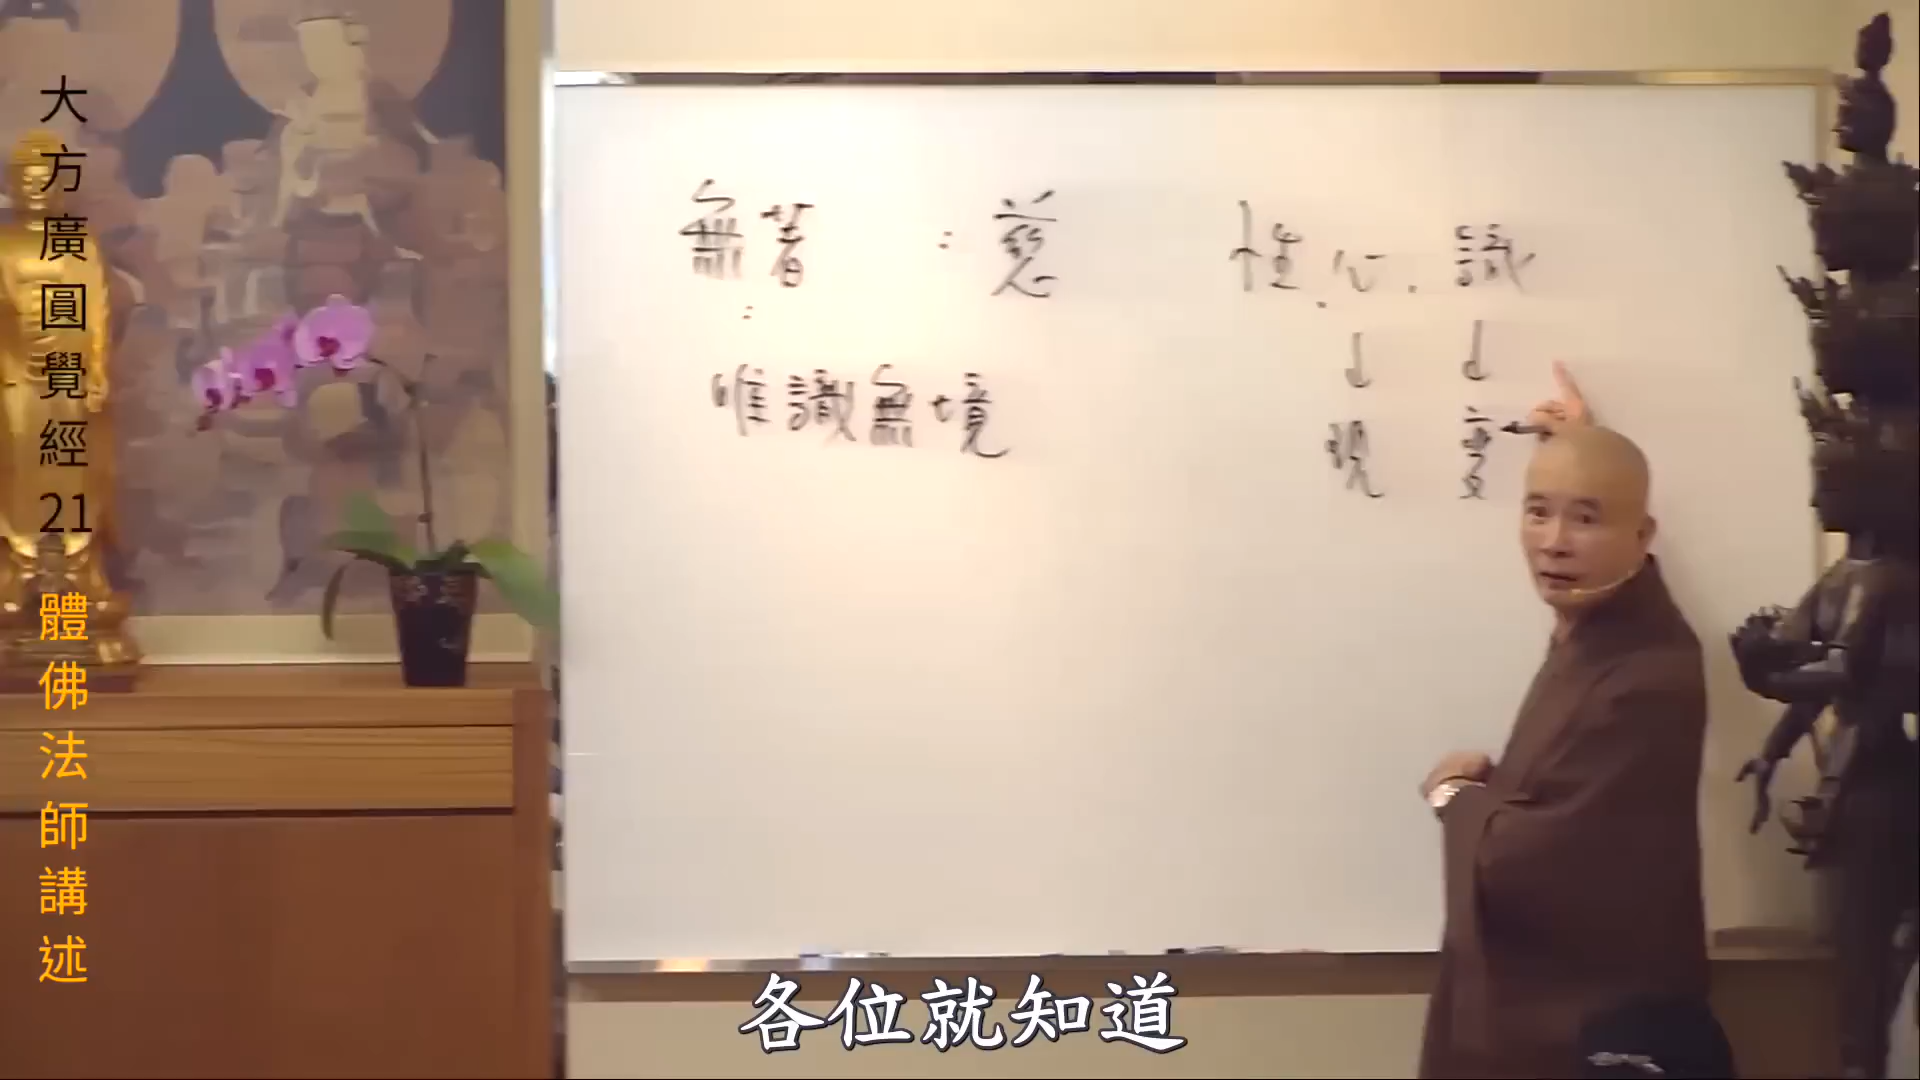 大方廣圓覺經21
體佛法師講述
無著 : 慈
:
唯識無境
性.心.識
↓ ↓
現 變
各位就知道